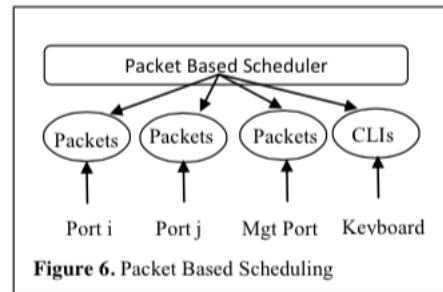 Packet Based Scheduler
Packets Packets Packets CLIs
Port i Port j Mgt Port Keyboard
Figure 6. Packet Based Scheduling